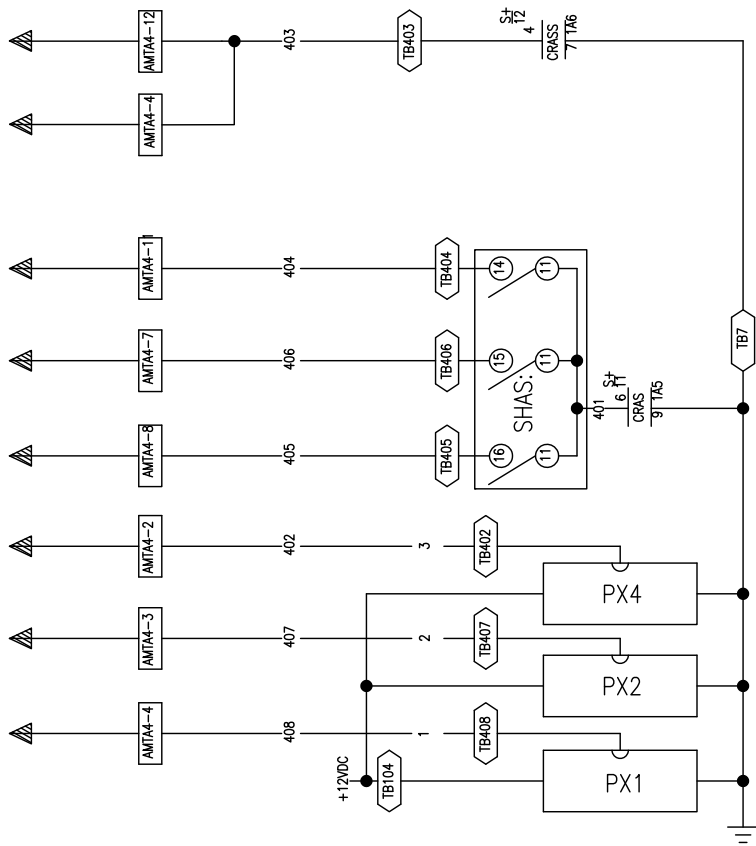 AMTA4-12
403
TB403
S+
12
4
CRASS
7
1A6
AMTA4-4
AMTA4-11
404
TB404
14
11
AMTA4-7
406
TB406
15
11
SHAS:
TB7
401
S+
11
6
CRAS
9
1A5
AMTA4-8
405
TB405
16
11
AMTA4-2
402
3
TB402
PX4
AMTA4-3
407
2
TB407
PX2
AMTA4-4
408
1
TB408
+12VDC
TB104
PX1